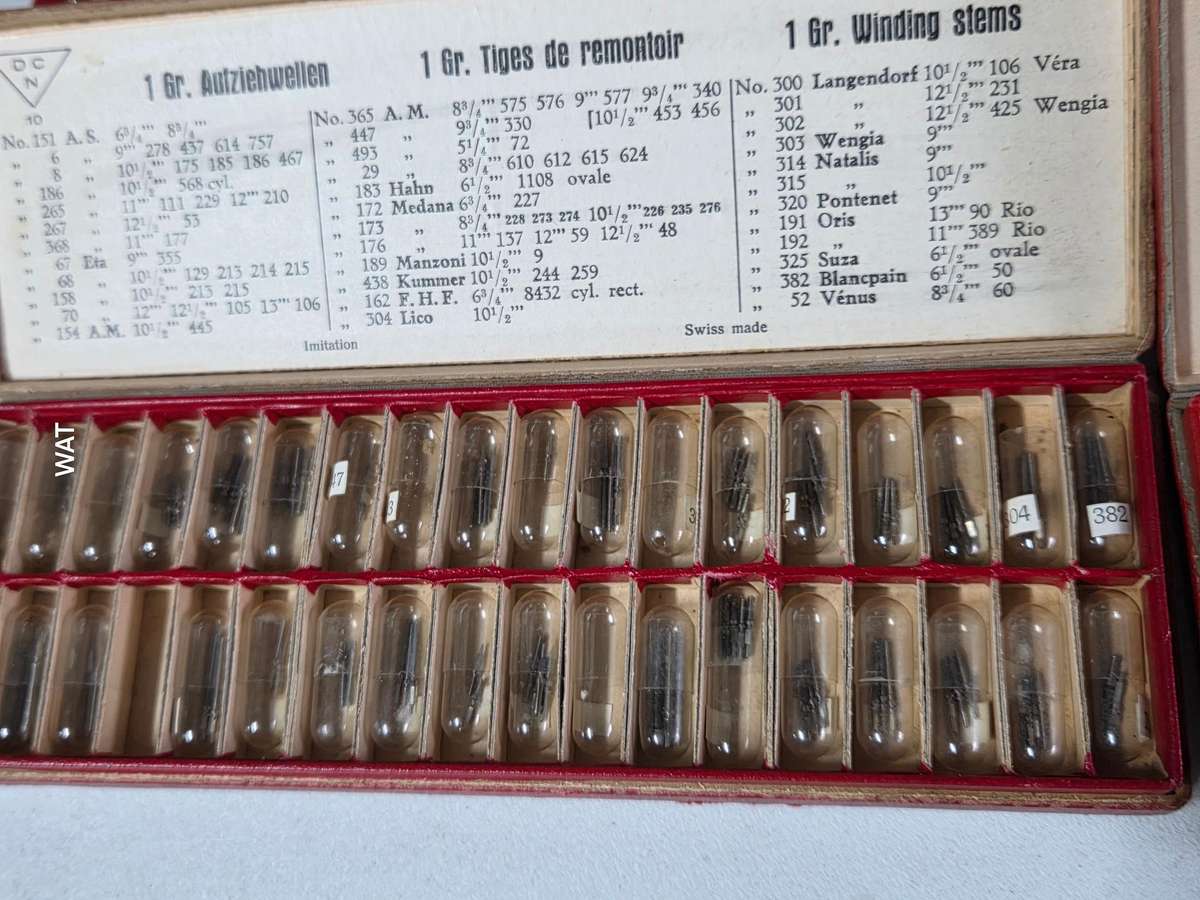 D C
N
10
1 Gr. Aufziehwellen
1 Gr. Tiges de remontoir
1 Gr. Winding stems
No. 151 A. S. 6³/₄''' 8³/₄'''
„ 6 „ 9''' 278 437 614 757
„ 8 „ 10¹/₂''' 175 185 186 467
„ 186 „ 10¹/₂''' 568 cyl.
„ 265 „ 11''' 111 229 12''' 210
„ 267 „ 12¹/₂''' 53
„ 368 „ 11''' 177
„ 67 Eta 9''' 355
„ 68 „ 10¹/₂''' 129 213 214 215
„ 158 „ 10¹/₂''' 213 215
„ 70 „ 12''' 12¹/₂''' 105 13''' 106
„ 154 A.M. 10¹/₂''' 445
No. 365 A. M. 8³/₄''' 575 576 9''' 577 9³/₄''' 340
„ 447 „ 9³/₄''' 330 [10¹/₂''' 453 456
„ 493 „ 5¹/₄''' 72
„ 29 „ 8³/₄''' 610 612 615 624
„ 183 Hahn 6¹/₂''' 1108 ovale
„ 172 Medana 6³/₄''' 227
„ 173 „ 8³/₄''' 228 273 274 10¹/₂''' 226 235 276
„ 176 „ 11''' 137 12''' 59 12¹/₂''' 48
„ 189 Manzoni 10¹/₂''' 9
„ 438 Kummer 10¹/₂''' 244 259
„ 162 F. H. F. 6³/₄''' 8432 cyl. rect.
„ 304 Lico 10¹/₂'''
No. 300 Langendorf 10¹/₂''' 106 Véra
„ 301 „ 12¹/₂''' 231
„ 302 „ 12¹/₂''' 425 Wengia
„ 303 Wengia 9'''
„ 314 Natalis 9'''
„ 315 „ 10¹/₂'''
„ 320 Pontenet 9'''
„ 191 Oris 13''' 90 Rio
„ 192 „ 11''' 389 Rio
„ 325 Suza 6¹/₂''' ovale
„ 382 Blancpain 6¹/₂''' 50
„ 52 Vénus 8³/₄''' 60
Imitation
Swiss made
WAT
47
3
3
2
304
382